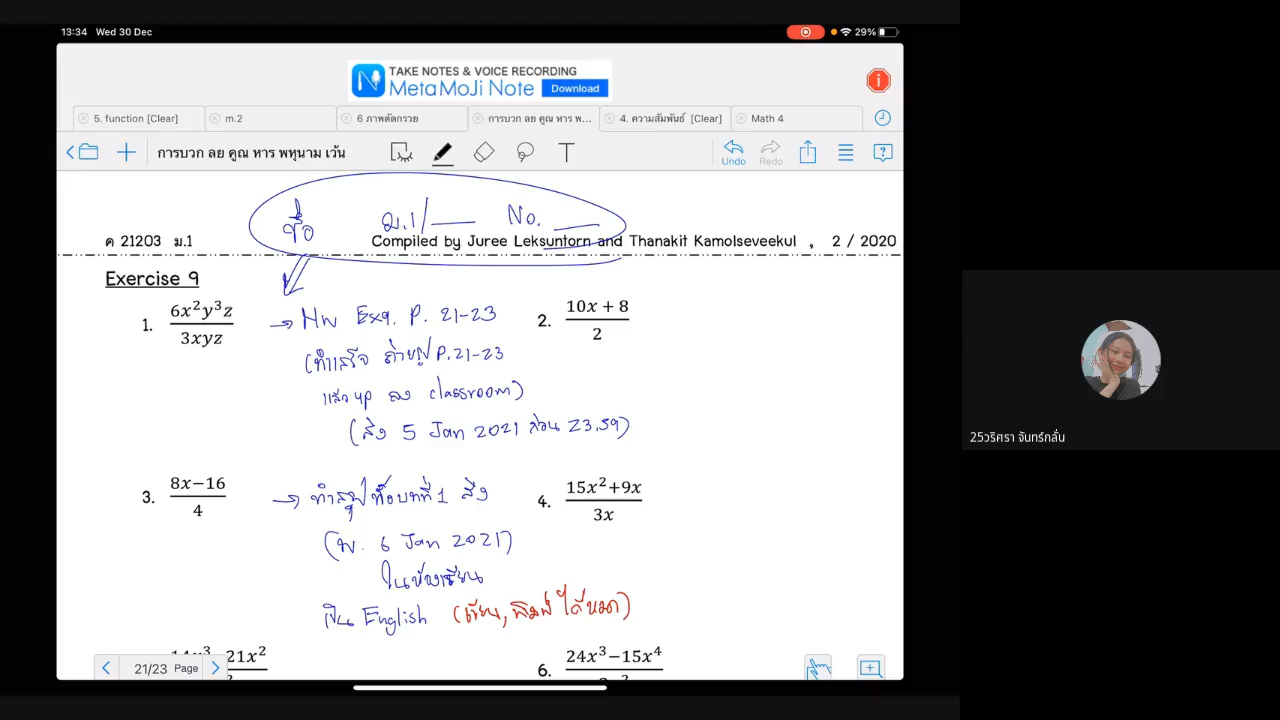 13:34 Wed 30 Dec
29%
TAKE NOTES & VOICE RECORDING
MetaMoJi Note Download
5. function [Clear]
m.2
6 ภาพตัดกรวย
การบวก ลย คูณ หาร พ...
4. ความสัมพันธ์ [Clear]
Math 4
การบวก ลย คูณ หาร พหุนาม เว้น
T
Undo
Redo
ชื่อ ม.1/___ No. ___
ค 21203 ม.1
Compiled by Juree Leksuntorn and Thanakit Kamolseveekul , 2 / 2020
Exercise 9
1. 6x²y³z / 3xyz
→ HW Ex9. P. 21-23
2. 10x + 8 / 2
(ทำเสร็จ ถ่ายรูป P.21-23
แล้ว up ลง classroom)
(ส่ง 5 Jan 2021 ก่อน 23.59)
3. 8x−16 / 4
→ ทำสรุป ทั้งบทที่ 1 ส่ง
4. 15x²+9x / 3x
(พ. 6 Jan 2021)
ในห้องเรียน
เป็น English (เขียน, พิมพ์ ได้หมด)
21x²
6. 24x³−15x⁴
21/23 Page
25วริศรา จันทร์กลั่น